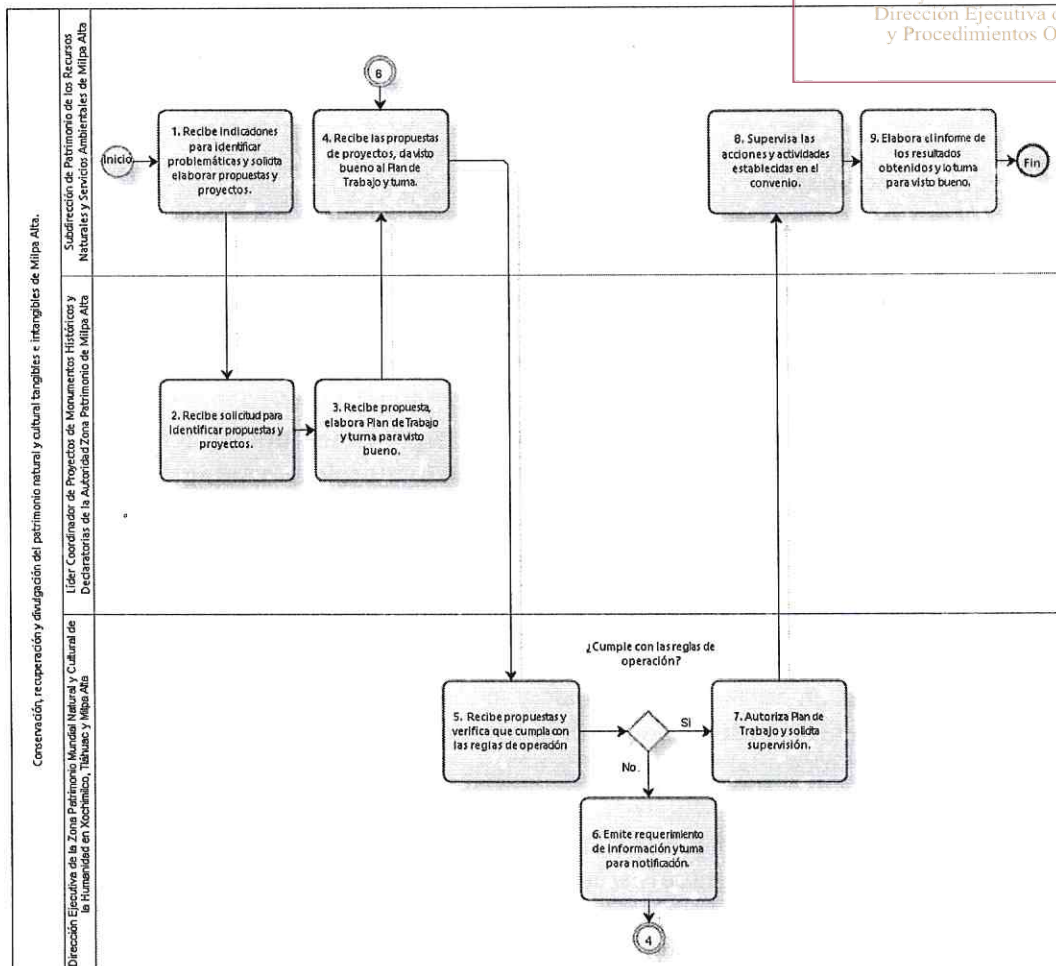 Dirección Ejecutiva
y Procedimientos
Conservación, recuperación y divulgación del patrimonio natural y cultural tangibles e intangibles de Milpa Alta.
Subdirección de Patrimonio de los Recursos
Naturales y Servicios Ambientales de Milpa Alta
Inicio
1. Recibe indicadores
para identificar
problemáticas y solicita
elaborar propuestas y
proyectos.
6
4. Recibe las propuestas
de proyectos, da visto
bueno al Plan de
Trabajo y turna.
8. Supervisa las
acciones y actividades
establecidas en el
convenio.
9. Elabora el informe de
los resultados
obtenidos y lo turna
para visto bueno.
Fin
Líder Coordinador de Proyectos de Monumentos Históricos y
Declaratorias de la Autoridad Zona Patrimonio de Milpa Alta
2. Recibe solicitud para
identificar propuestas y
proyectos.
3. Recibe propuesta,
elabora Plan de Trabajo
y turna para visto
bueno.
Dirección Ejecutiva de la Zona Patrimonio Mundial Natural y Cultural de
la Humanidad en Xochimilco, Tláhuac y Milpa Alta
5. Recibe propuestas y
verifica que cumpla con
las reglas de operación
¿Cumple con las reglas de
operación?
Si
No.
7. Autoriza Plan de
Trabajo y solicita
supervisión.
6. Emite requerimiento
de información y turna
para notificación.
4